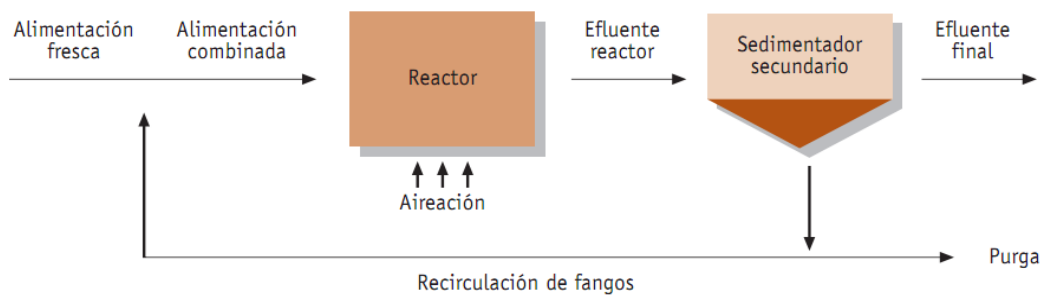 Alimentación
fresca
Alimentación
combinada
Reactor
Efluente
reactor
Sedimentador
secundario
Efluente
final
Aireación
Purga
Recirculación de fangos